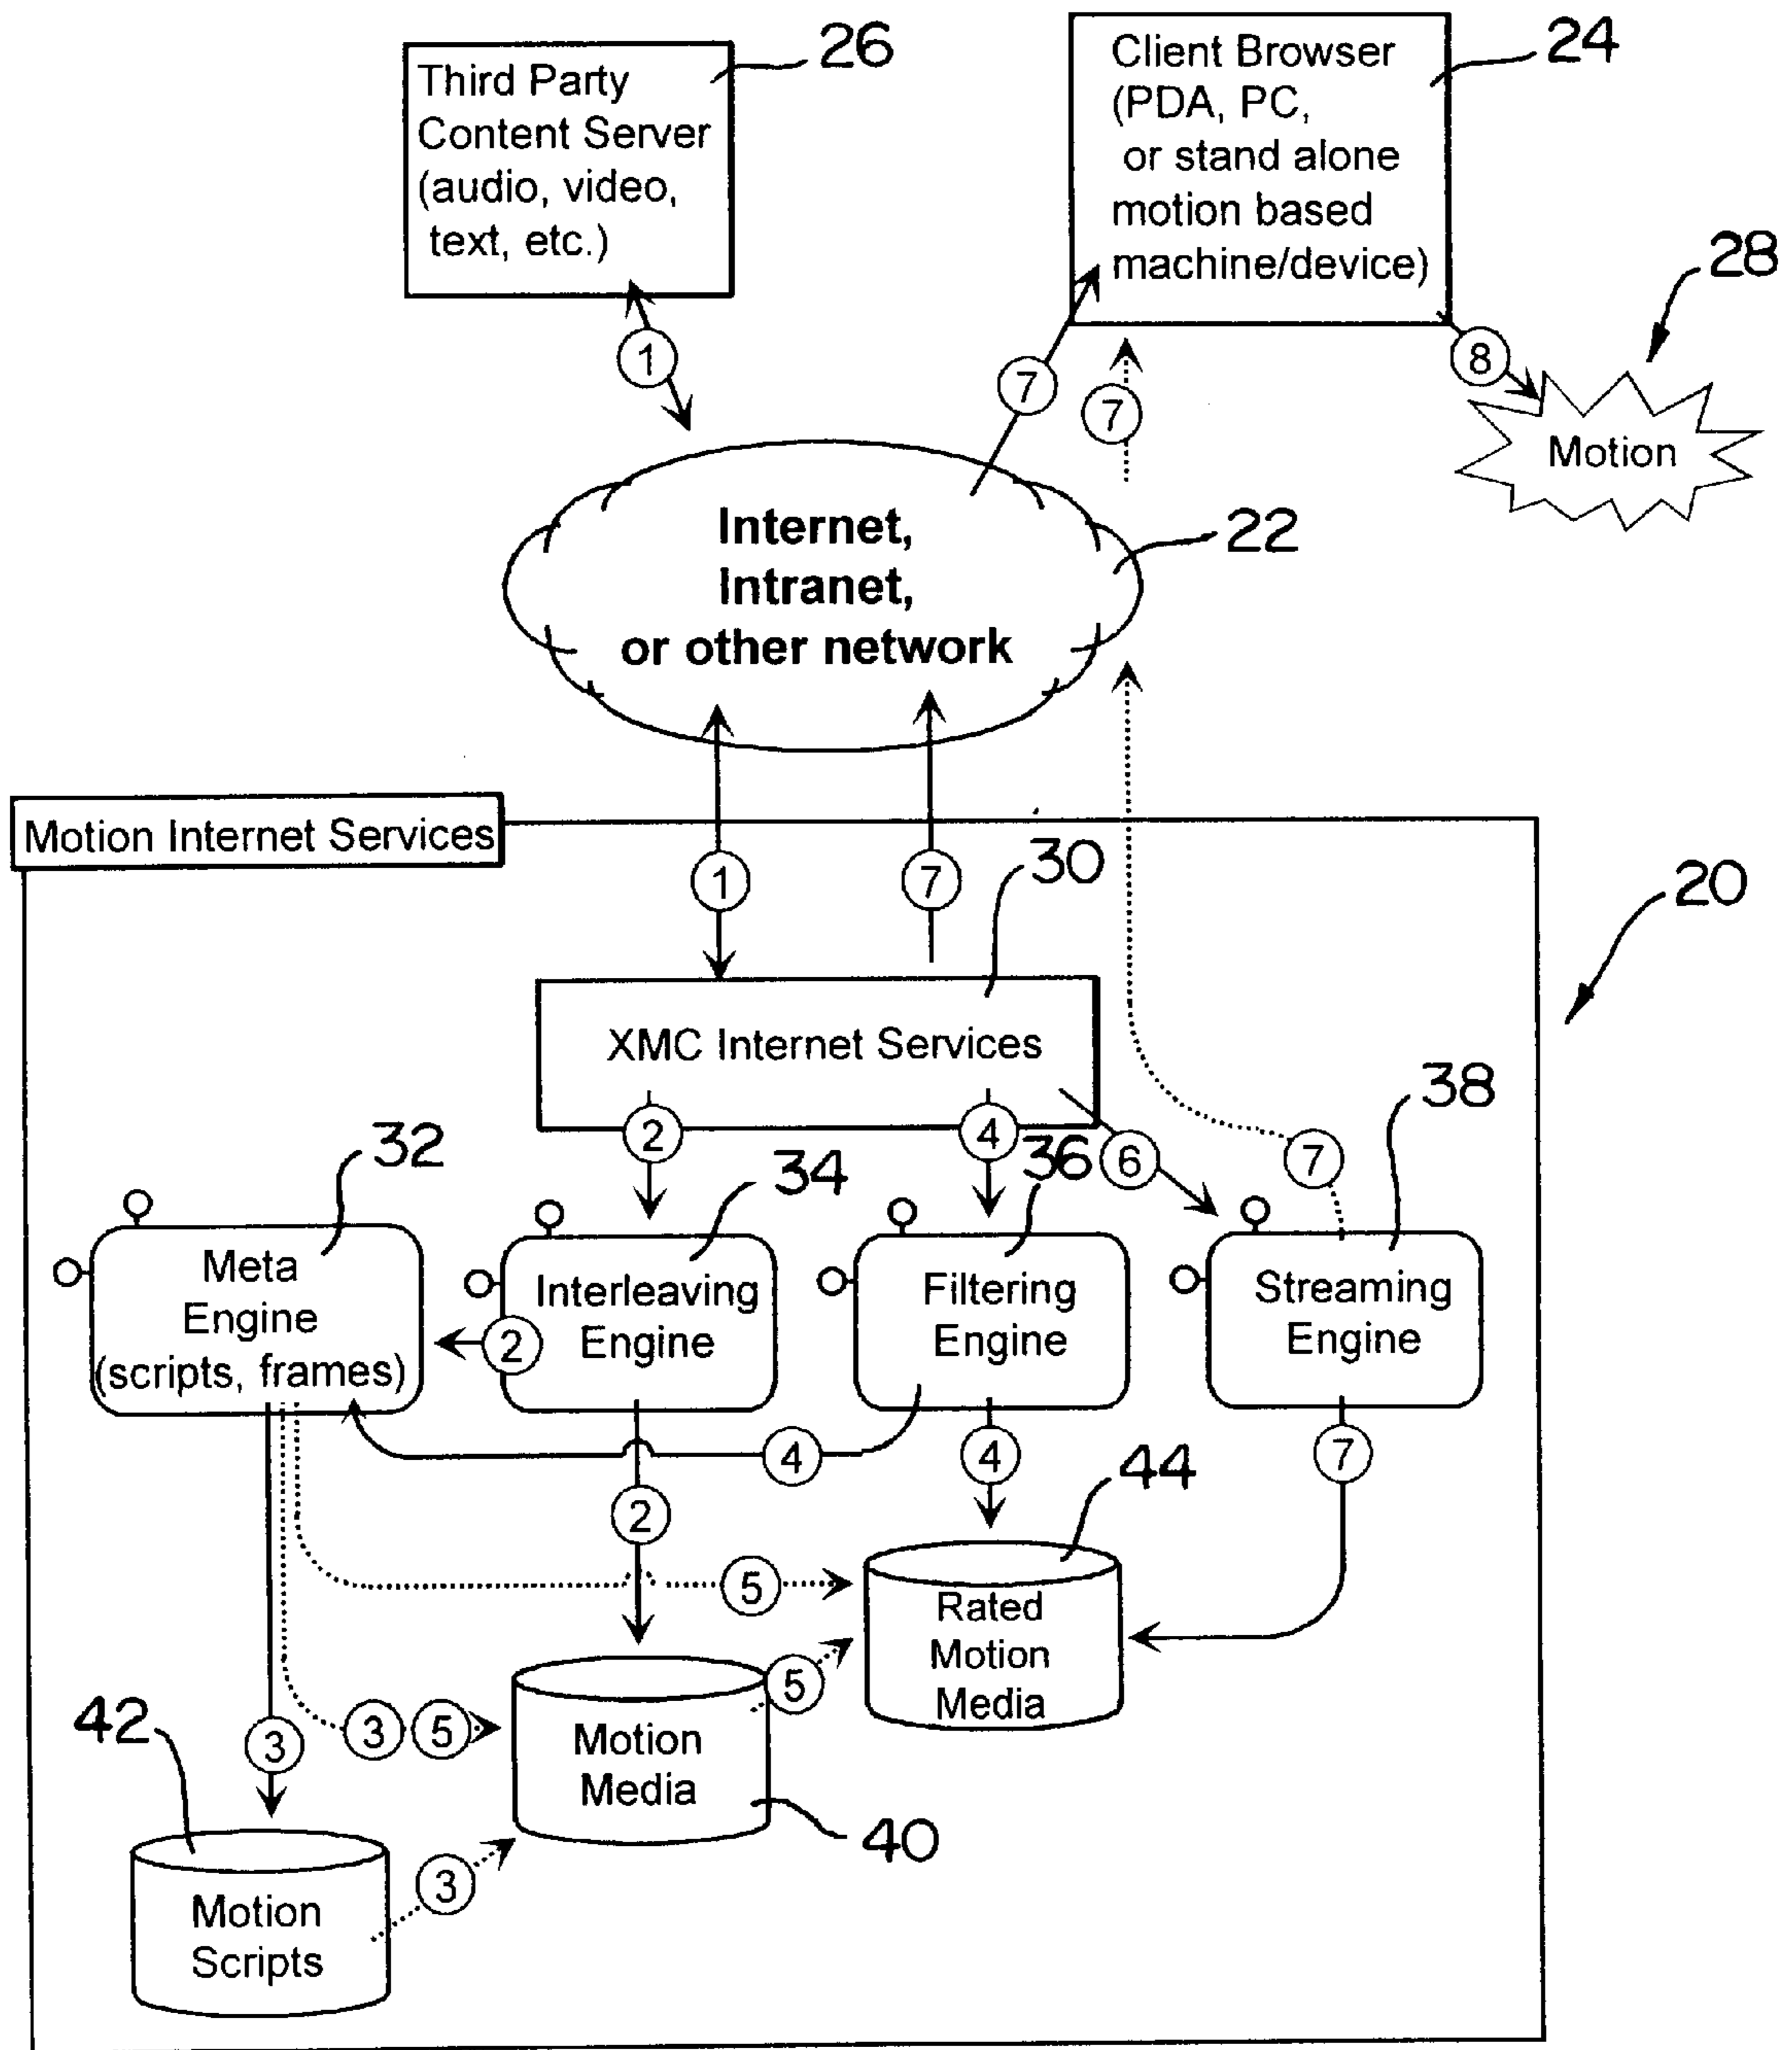 26
Third Party
Content Server
(audio, video,
text, etc.)
24
Client Browser
(PDA, PC,
or stand alone
motion based
machine/device)
28
1
7
7
8
Motion
Internet,
Intranet,
or other network
22
Motion Internet Services
1
7
30
20
XMC Internet Services
2
4
6
7
38
32
34
36
Meta
Engine
(scripts, frames)
2
Interleaving
Engine
Filtering
Engine
Streaming
Engine
4
4
7
2
44
5
Rated
Motion
Media
5
42
3
3
5
Motion
Media
40
3
Motion
Scripts